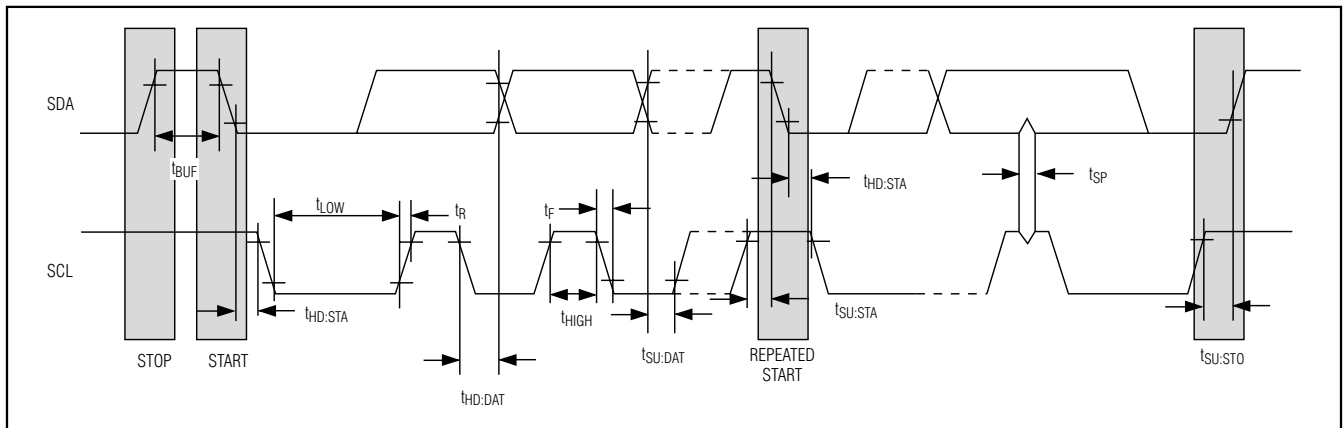 SDA
tBUF
tLOW
tR
tF
tHD:STA
tSP
SCL
tHD:STA
tHIGH
tSU:STA
tSU:DAT
tSU:STO
STOP
START
REPEATED
START
tHD:DAT